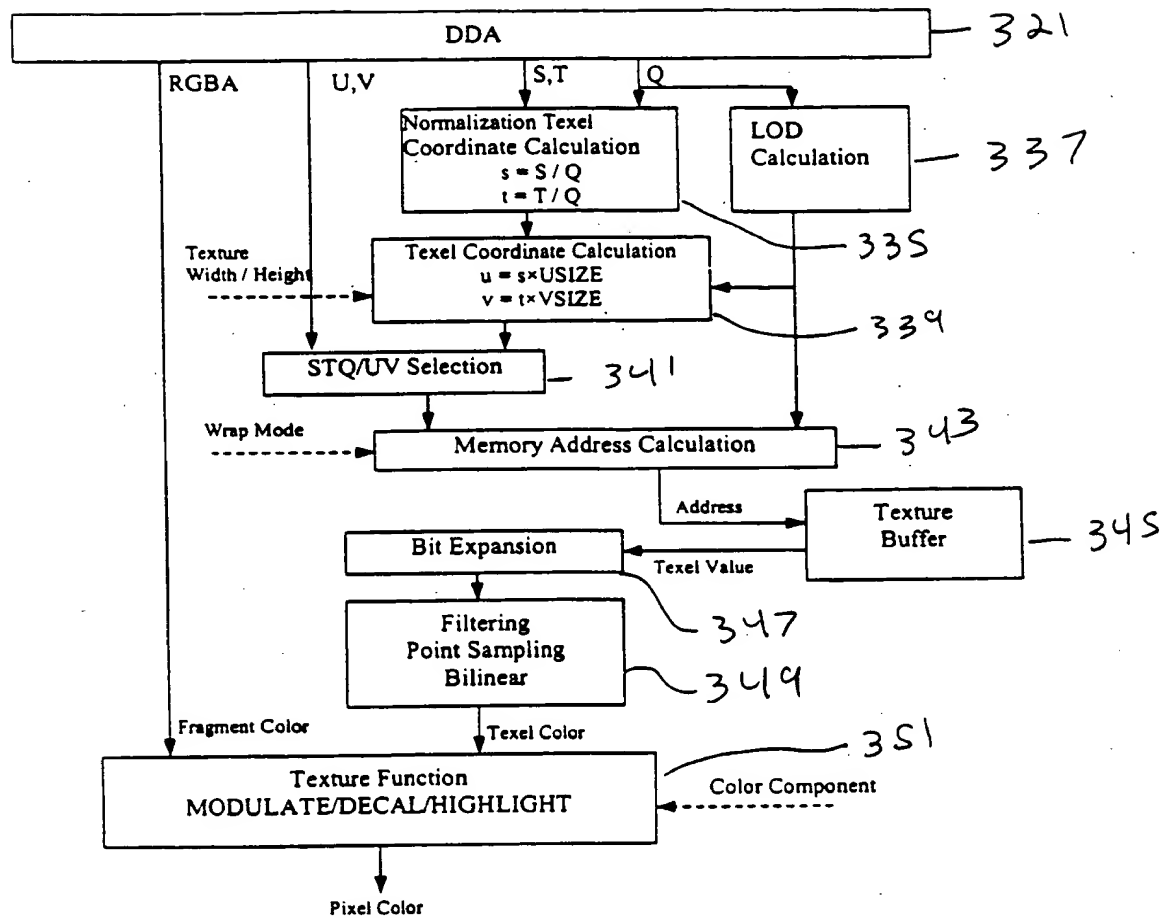 DDA
321
RGBA
U,V
S,T
Q
Normalization Texel
Coordinate Calculation
s = S / Q
t = T / Q
LOD
Calculation
337
335
Texture
Width / Height
Texel Coordinate Calculation
u = s×USIZE
v = t×VSIZE
339
STQ/UV Selection
341
Wrap Mode
Memory Address Calculation
343
Address
Texture
Buffer
345
Bit Expansion
Texel Value
347
Filtering
Point Sampling
Bilinear
349
Fragment Color
Texel Color
351
Texture Function
MODULATE/DECAL/HIGHLIGHT
Color Component
Pixel Color